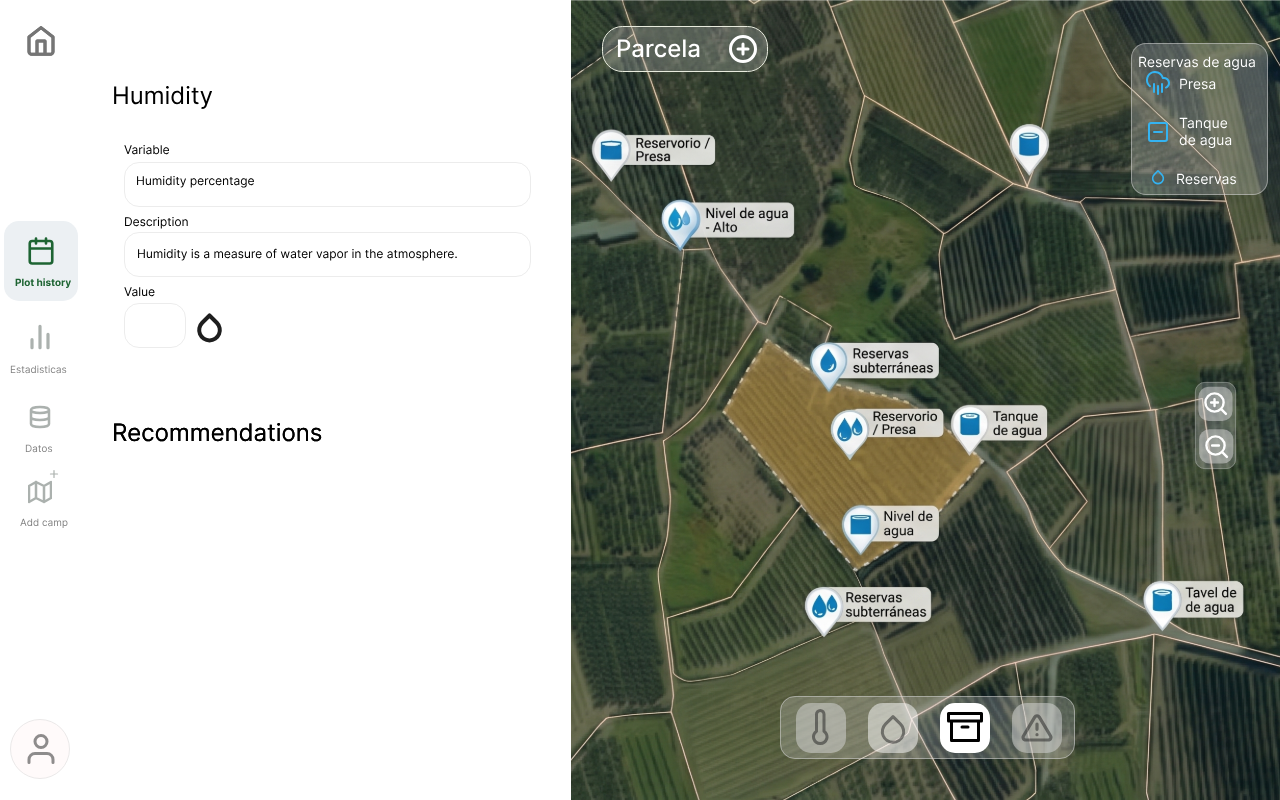 Humidity
Variable
Humidity percentage
Description
Humidity is a measure of water vapor in the atmosphere.
Value
Recommendations
Plot history
Estadisticas
Datos
Add camp
Parcela
Reservas de agua
Presa
Tanque
de agua
Reservas
Reservorio /
Presa
Nivel de agua
- Alto
Reservas
subterráneas
Reservorio
/ Presa
Tanque
de agua
Nivel de
agua
Reservas
subterráneas
Tavel de
de agua